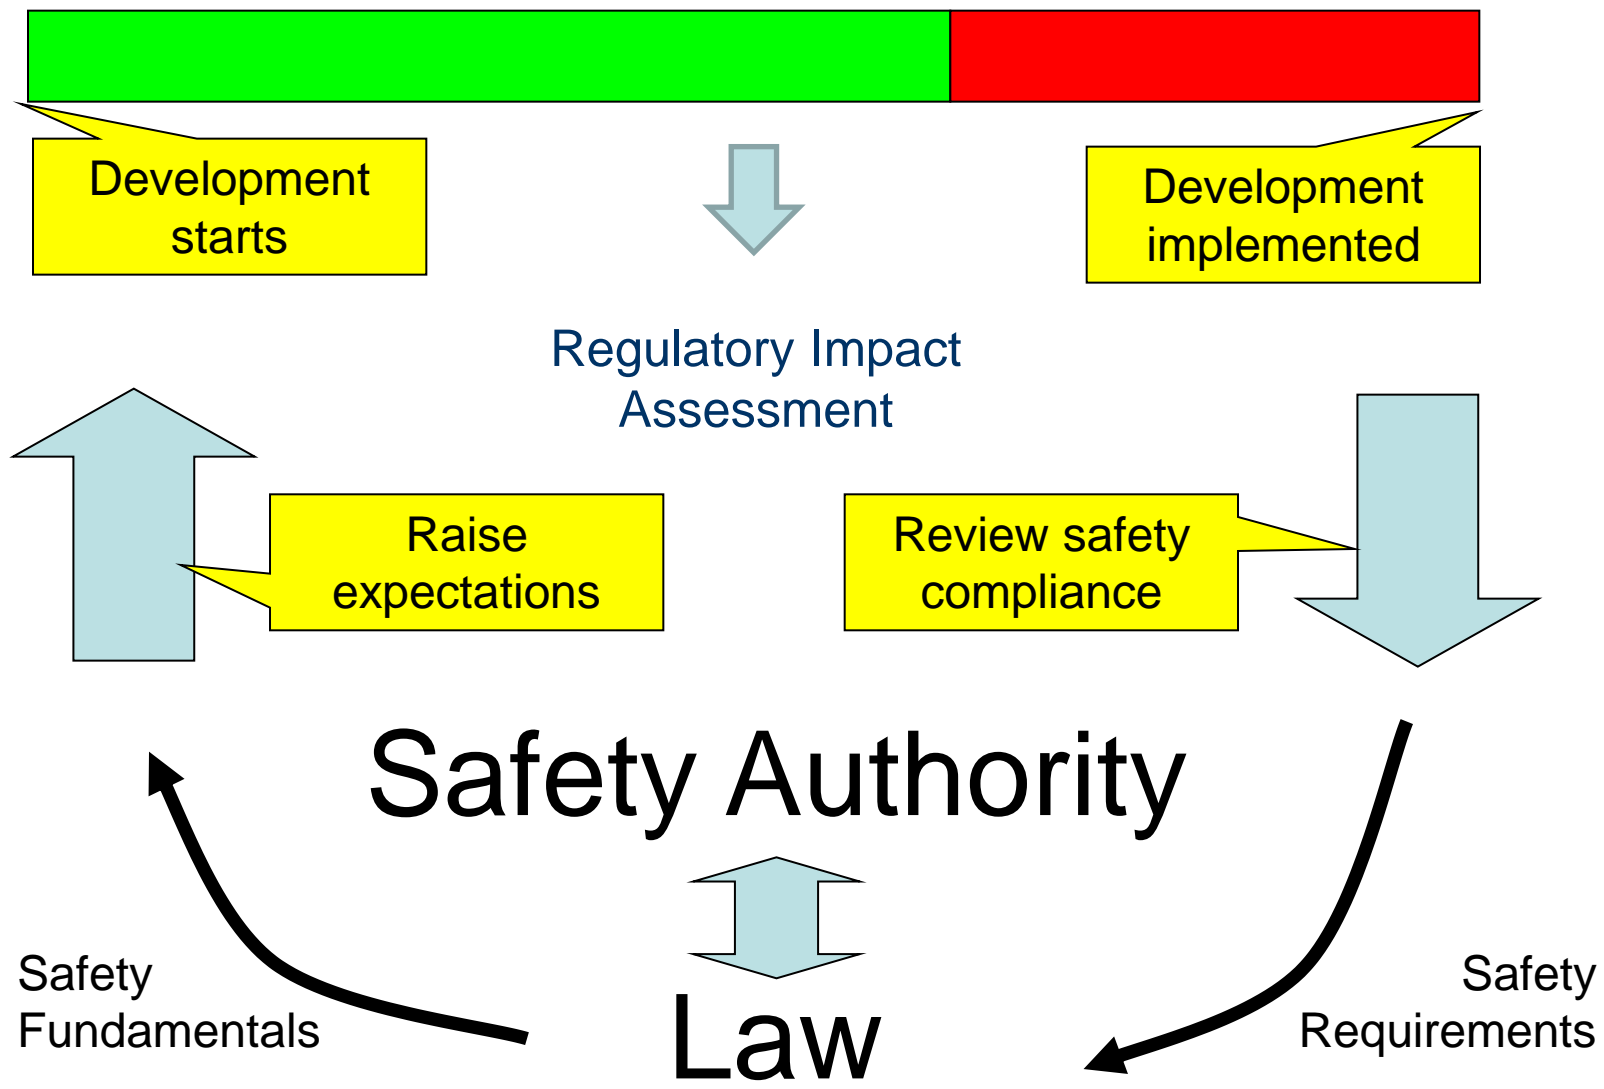 Development
starts
Development
implemented
Regulatory Impact
Assessment
Raise
expectations
Review safety
compliance
Safety Authority
Safety
Fundamentals
Law
Safety
Requirements